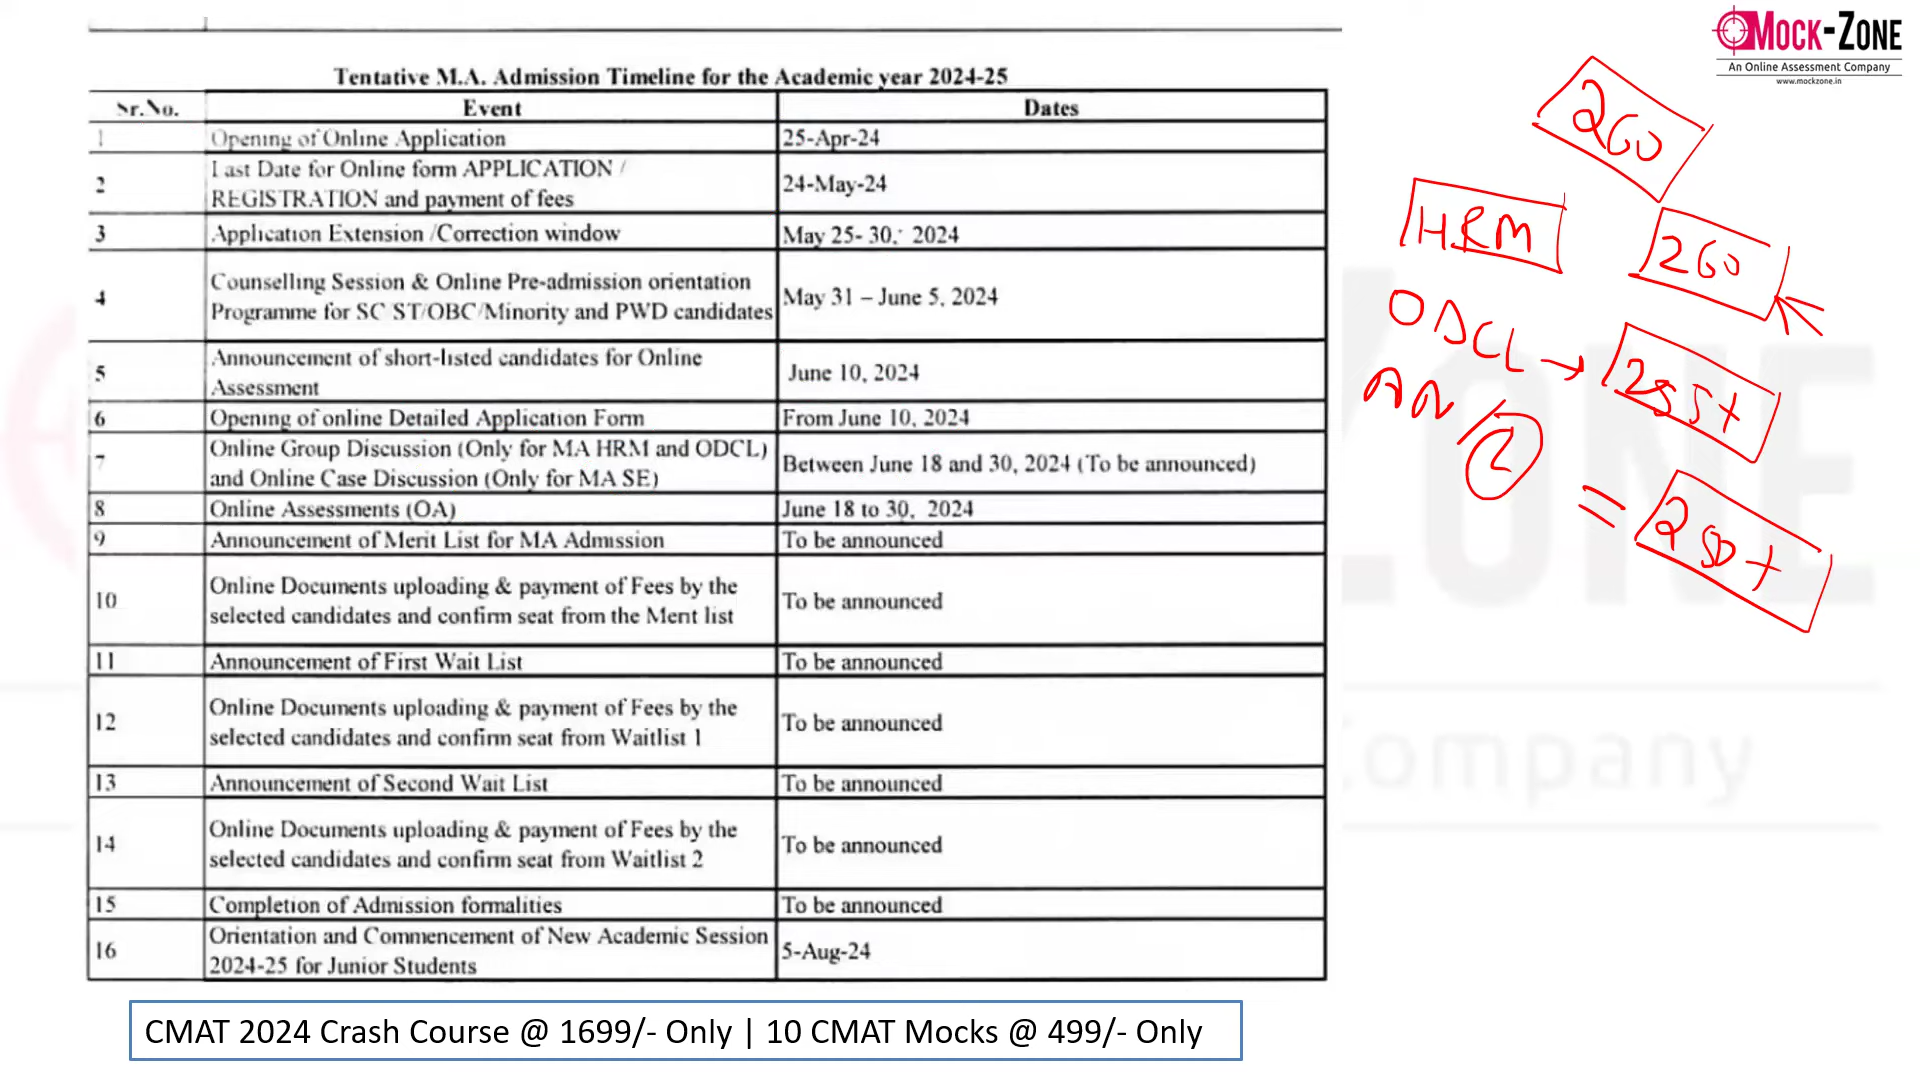 MOCK-ZONE
An Online Assessment Company
www.mockzone.in
Tentative M.A. Admission Timeline for the Academic year 2024-25
Sr.No. Event Dates
1 Opening of Online Application 25-Apr-24
2 Last Date for Online form APPLICATION /
REGISTRATION and payment of fees 24-May-24
3 Application Extension /Correction window May 25- 30, 2024
4 Counselling Session & Online Pre-admission orientation
Programme for SC/ST/OBC/Minority and PWD candidates May 31 – June 5, 2024
5 Announcement of short-listed candidates for Online
Assessment June 10, 2024
6 Opening of online Detailed Application Form From June 10, 2024
7 Online Group Discussion (Only for MA HRM and ODCL)
and Online Case Discussion (Only for MA SE) Between June 18 and 30, 2024 (To be announced)
8 Online Assessments (OA) June 18 to 30, 2024
9 Announcement of Merit List for MA Admission To be announced
10 Online Documents uploading & payment of Fees by the
selected candidates and confirm seat from the Merit list To be announced
11 Announcement of First Wait List To be announced
12 Online Documents uploading & payment of Fees by the
selected candidates and confirm seat from Waitlist 1 To be announced
13 Announcement of Second Wait List To be announced
14 Online Documents uploading & payment of Fees by the
selected candidates and confirm seat from Waitlist 2 To be announced
15 Completion of Admission formalities To be announced
16 Orientation and Commencement of New Academic Session
2024-25 for Junior Students 5-Aug-24
260
HRM 260
ODCL → 255+
2
= 250+
CMAT 2024 Crash Course @ 1699/- Only | 10 CMAT Mocks @ 499/- Only